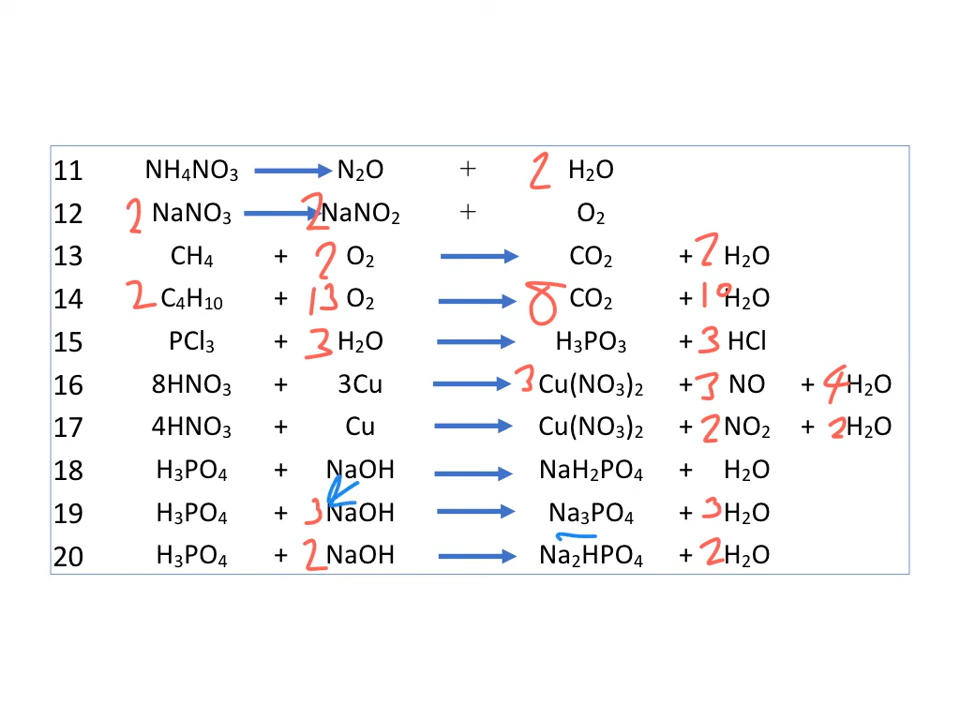 11 NH₄NO₃ → N₂O + 2 H₂O
12 2 NaNO₃ → 2 NaNO₂ + O₂
13 CH₄ + 2 O₂ → CO₂ + 2 H₂O
14 2 C₄H₁₀ + 13 O₂ → 8 CO₂ + 10 H₂O
15 PCl₃ + 3 H₂O → H₃PO₃ + 3 HCl
16 8HNO₃ + 3Cu → 3 Cu(NO₃)₂ + 3 NO + 4 H₂O
17 4HNO₃ + Cu → Cu(NO₃)₂ + 2 NO₂ + 2 H₂O
18 H₃PO₄ + NaOH → NaH₂PO₄ + H₂O
19 H₃PO₄ + 3 NaOH → Na₃PO₄ + 3 H₂O
20 H₃PO₄ + 2 NaOH → Na₂HPO₄ + 2 H₂O